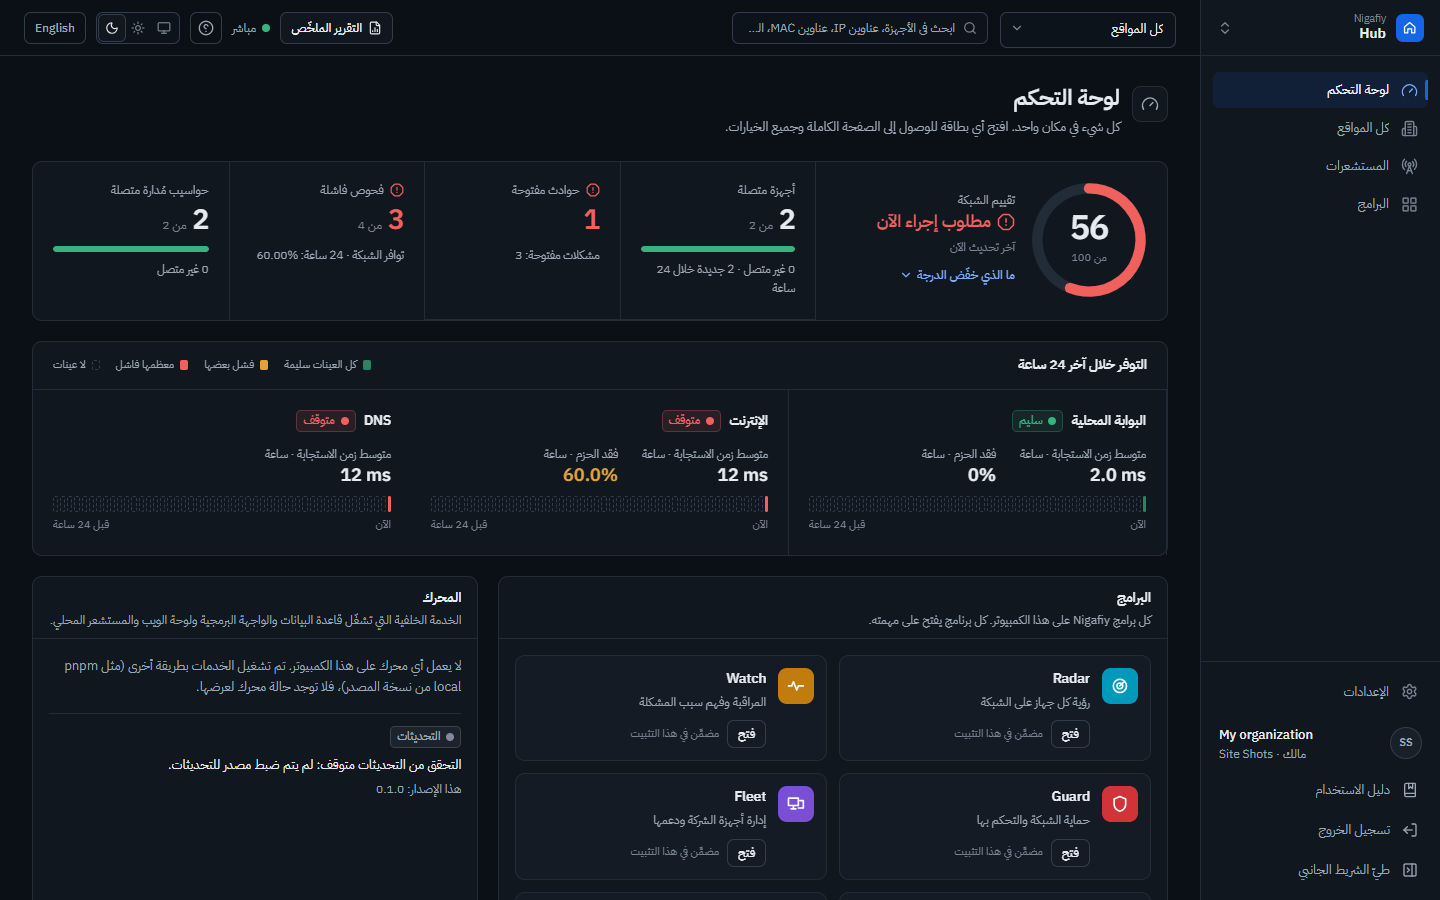 Nigafiy
Hub
لوحة التحكم
كل المواقع
المستشعرات
البرامج
الإعدادات
SS
My organization
Site Shots · مالك
دليل الاستخدام
تسجيل الخروج
طيّ الشريط الجانبي
كل المواقع
ابحث في الأجهزة، عناوين IP، عناوين MAC، الـ...
التقرير الملخّص
مباشر
English
لوحة التحكم
كل شيء في مكان واحد. افتح أي بطاقة للوصول إلى الصفحة الكاملة وجميع الخيارات.
56
من 100
تقييم الشبكة
مطلوب إجراء الآن
آخر تحديث الآن
ما الذي خفّض الدرجة
أجهزة متصلة
2 من 2
0 غير متصل · 2 جديدة خلال 24 ساعة
حوادث مفتوحة
1
مشكلات مفتوحة: 3
فحوص فاشلة
3 من 4
توافر الشبكة · 24 ساعة: 60.00%
حواسيب مُدارة متصلة
2 من 2
0 غير متصل
التوفر خلال آخر 24 ساعة
كل العينات سليمة
فشل بعضها
معظمها فاشل
لا عينات
البوابة المحلية
سليم
متوسط زمن الاستجابة · ساعة
2.0 ms
فقد الحزم · ساعة
0%
الآن
قبل 24 ساعة
الإنترنت
متوقف
متوسط زمن الاستجابة · ساعة
12 ms
فقد الحزم · ساعة
60.0%
الآن
قبل 24 ساعة
DNS
متوقف
متوسط زمن الاستجابة · ساعة
12 ms
الآن
قبل 24 ساعة
البرامج
كل برامج Nigafiy على هذا الكمبيوتر. كل برنامج يفتح على مهمته.
Radar
رؤية كل جهاز على الشبكة
فتح
مضمّن في هذا التثبيت
Watch
المراقبة وفهم سبب المشكلة
فتح
مضمّن في هذا التثبيت
Guard
حماية الشبكة والتحكم بها
فتح
مضمّن في هذا التثبيت
Fleet
إدارة أجهزة الشركة ودعمها
فتح
مضمّن في هذا التثبيت
المحرك
الخدمة الخلفية التي تشغّل قاعدة البيانات والواجهة البرمجية ولوحة الويب والمستشعر المحلي.
لا يعمل أي محرك على هذا الكمبيوتر. تم تشغيل الخدمات بطريقة أخرى (مثل pnpm
local من نسخة المصدر)، فلا توجد حالة محرك لعرضها.
التحديثات
التحقق من التحديثات متوقف: لم يتم ضبط مصدر للتحديثات.
هذا الإصدار: 0.1.0